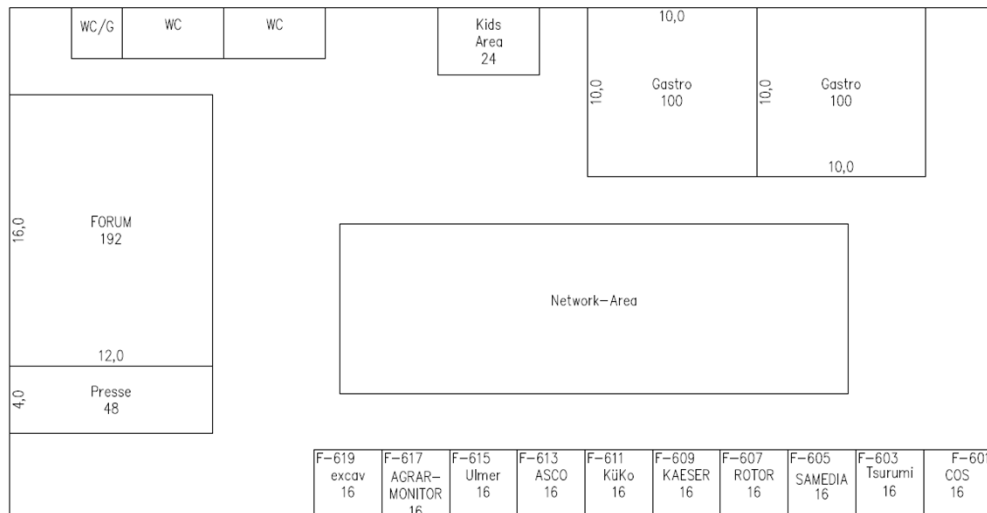 WC/G
WC
WC
Kids
Area
24
10,0
10,0
Gastro
100
10,0
Gastro
100
10,0
16,0
FORUM
192
12,0
4,0
Presse
48
Network-Area
F-619
excav
16
F-617
AGRAR-
MONITOR
16
F-615
Ulmer
16
F-613
ASCO
16
F-611
KüKo
16
F-609
KAESER
16
F-607
ROTOR
16
F-605
SAMEDIA
16
F-603
Tsurumi
16
F-601
COS
16